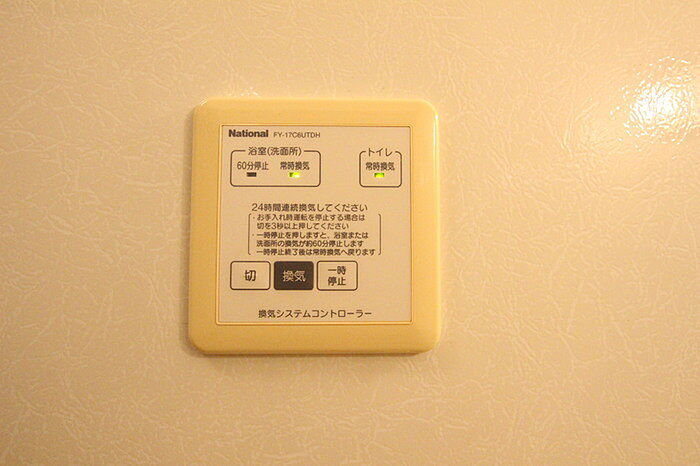 National FY-17C6UTDH
浴室(洗面所)
トイレ
60分停止 常時換気
常時換気
24時間連続換気してください
・お手入れ時運転を停止する場合は
切を3秒以上押してください
・一時停止を押しますと、浴室または
洗面所の換気が約60分停止します
一時停止終了後は常時換気へ戻ります
切
換気
一時
停止
換気システムコントローラー